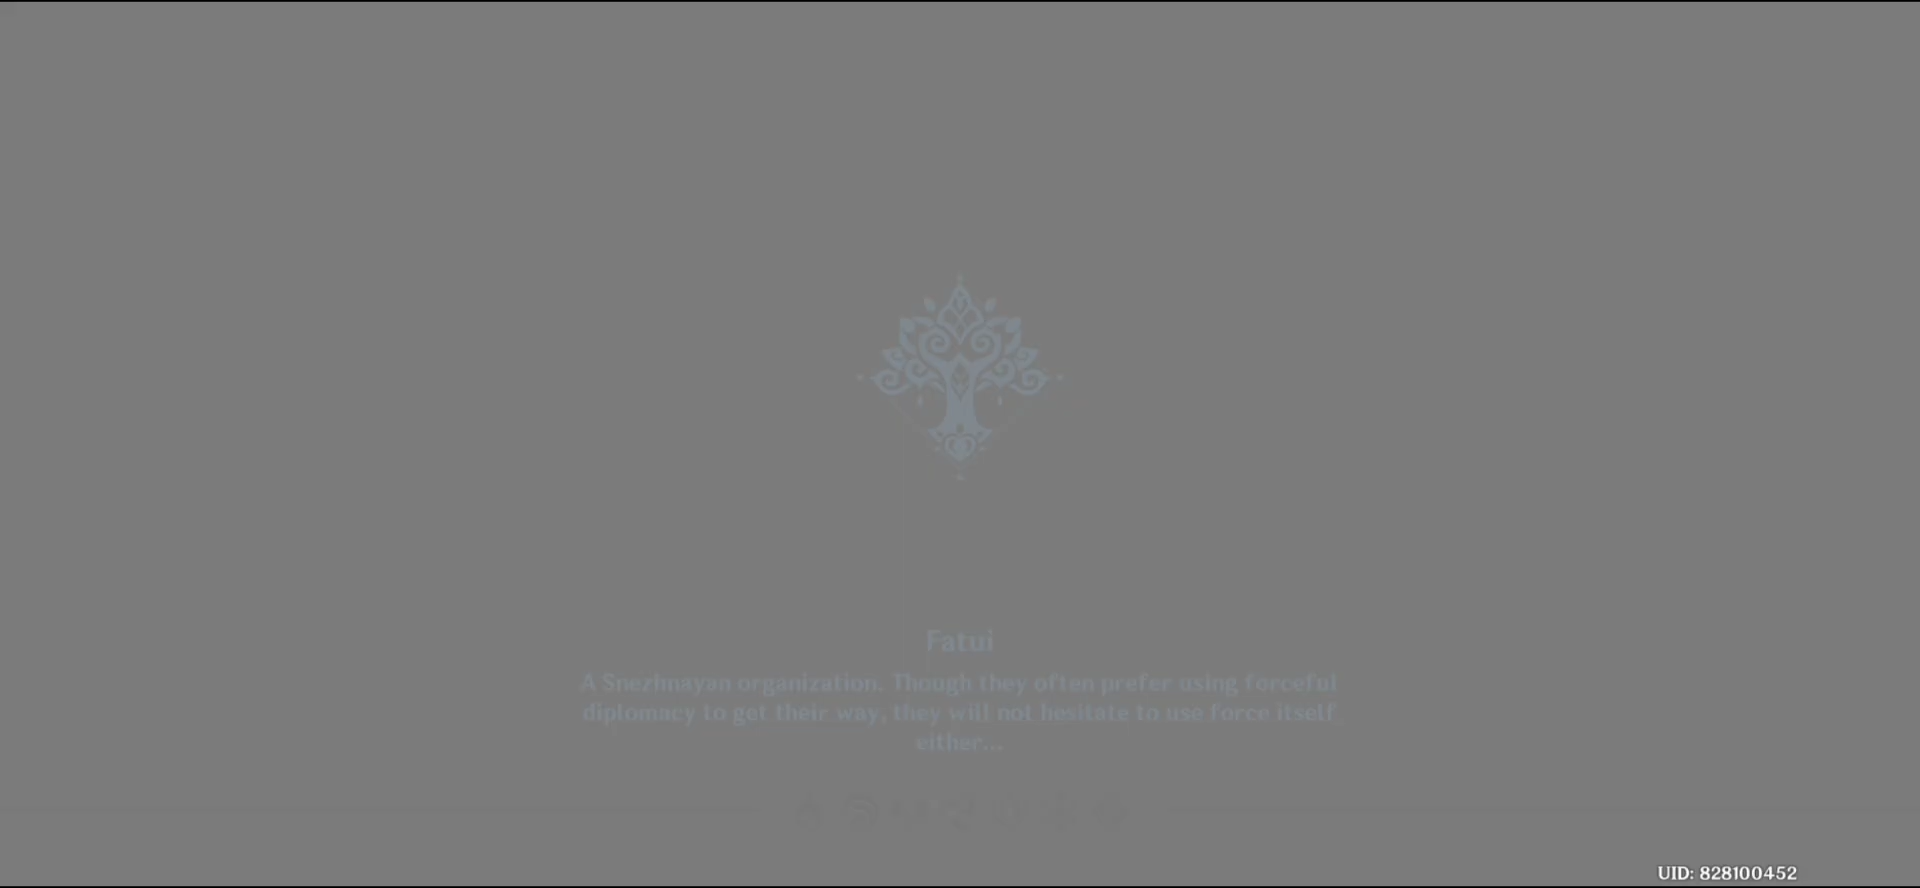 Fatui
A Snezhnayan organization. Though they often prefer using forceful
diplomacy to get their way, they will not hesitate to use force itself
either...
UID: 828100452